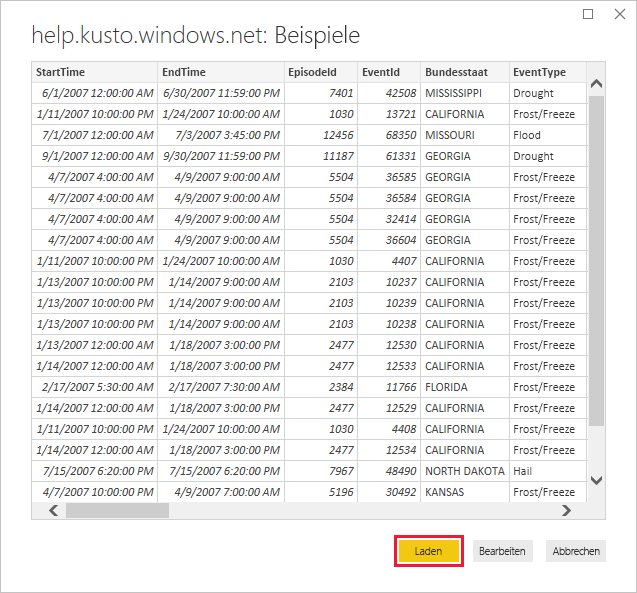 help.kusto.windows.net: Beispiele
StartTime EndTime EpisodeId EventId Bundesstaat EventType
6/1/2007 12:00:00 AM 6/30/2007 11:59:00 PM 7401 42508 MISSISSIPPI Drought
1/11/2007 10:00:00 PM 1/24/2007 10:00:00 AM 1030 13721 CALIFORNIA Frost/Freeze
7/1/2007 12:00:00 AM 7/3/2007 3:45:00 PM 12456 68350 MISSOURI Flood
9/1/2007 12:00:00 AM 9/30/2007 11:59:00 PM 11187 61331 GEORGIA Drought
4/7/2007 4:00:00 AM 4/9/2007 9:00:00 AM 5504 36585 GEORGIA Frost/Freeze
4/7/2007 4:00:00 AM 4/9/2007 9:00:00 AM 5504 36584 GEORGIA Frost/Freeze
4/7/2007 4:00:00 AM 4/9/2007 9:00:00 AM 5504 32414 GEORGIA Frost/Freeze
4/7/2007 4:00:00 AM 4/9/2007 9:00:00 AM 5504 36604 GEORGIA Frost/Freeze
1/11/2007 10:00:00 PM 1/24/2007 10:00:00 AM 1030 4407 CALIFORNIA Frost/Freeze
1/13/2007 10:00:00 PM 1/14/2007 9:00:00 AM 2103 10237 CALIFORNIA Frost/Freeze
1/13/2007 10:00:00 PM 1/14/2007 9:00:00 AM 2103 10239 CALIFORNIA Frost/Freeze
1/13/2007 10:00:00 PM 1/14/2007 9:00:00 AM 2103 10238 CALIFORNIA Frost/Freeze
1/13/2007 12:00:00 AM 1/18/2007 3:00:00 PM 2477 12530 CALIFORNIA Frost/Freeze
1/14/2007 12:00:00 AM 1/18/2007 3:00:00 PM 2477 12533 CALIFORNIA Frost/Freeze
2/17/2007 5:30:00 AM 2/17/2007 7:30:00 AM 2384 11766 FLORIDA Frost/Freeze
1/14/2007 12:00:00 AM 1/18/2007 3:00:00 PM 2477 12529 CALIFORNIA Frost/Freeze
1/11/2007 10:00:00 PM 1/24/2007 10:00:00 AM 1030 4408 CALIFORNIA Frost/Freeze
1/14/2007 12:00:00 AM 1/18/2007 3:00:00 PM 2477 12534 CALIFORNIA Frost/Freeze
7/15/2007 6:20:00 PM 7/15/2007 6:20:00 PM 7967 48490 NORTH DAKOTA Hail
4/7/2007 10:00:00 PM 4/9/2007 7:00:00 AM 5196 30492 KANSAS Frost/Freeze
Laden Bearbeiten Abbrechen